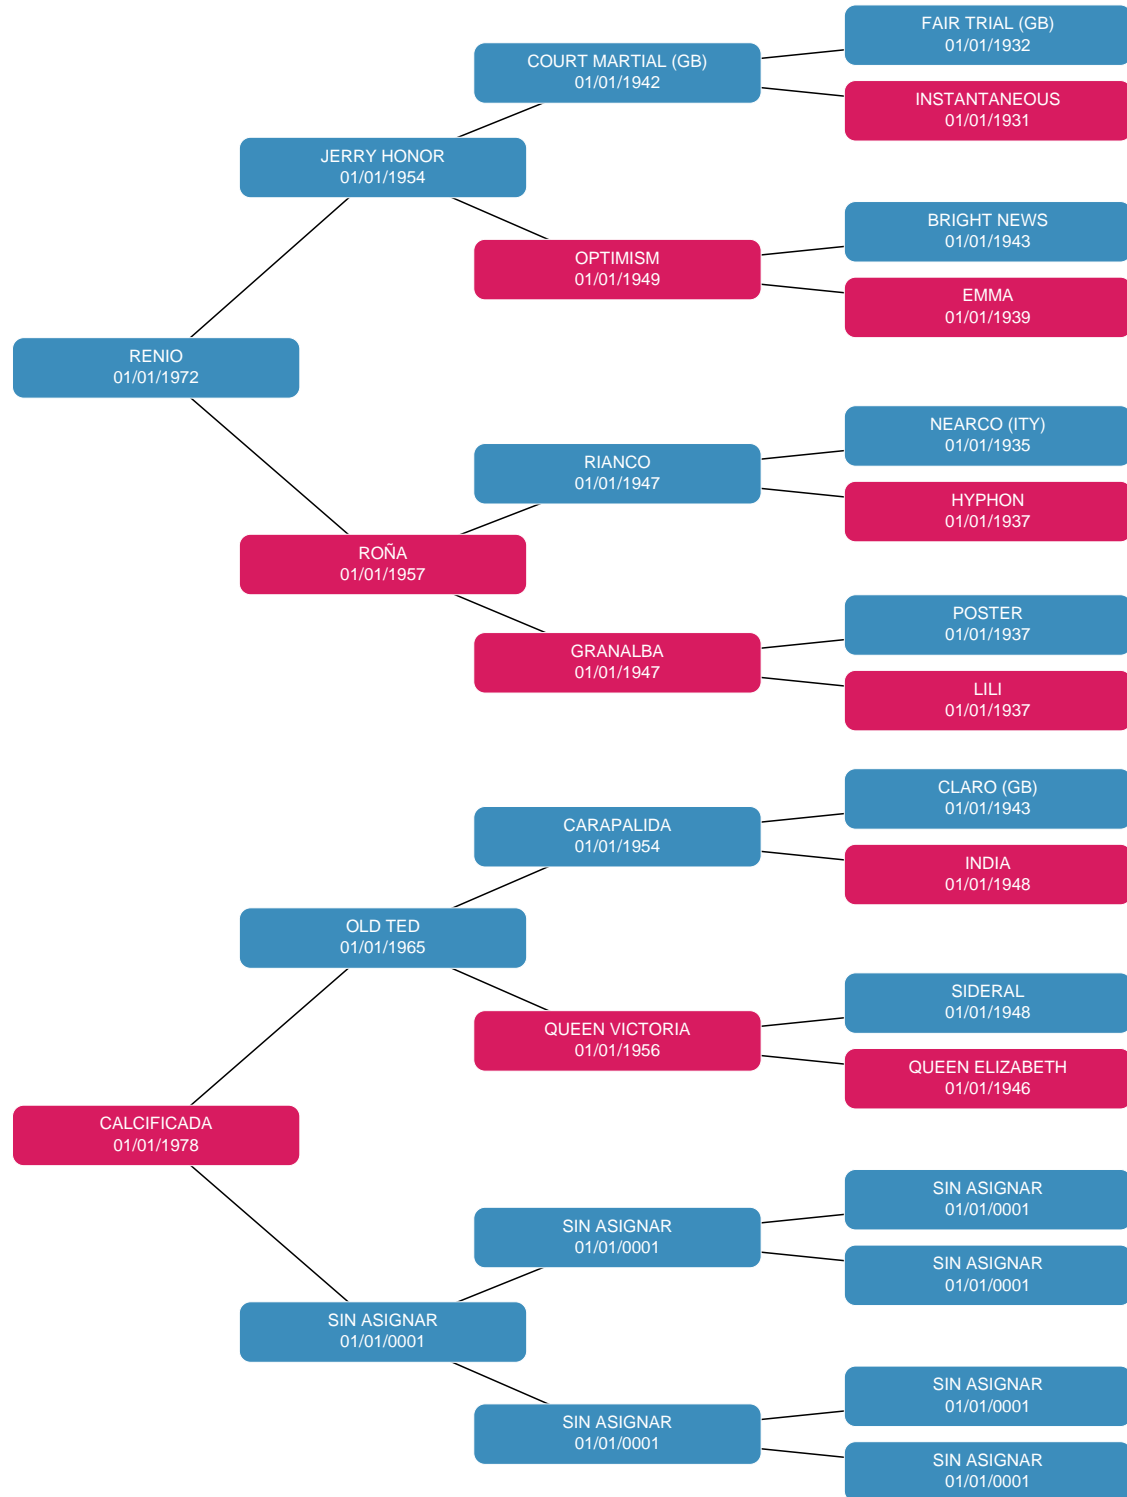 FAIR TRIAL (GB)
01/01/1932
COURT MARTIAL (GB)
01/01/1942
INSTANTANEOUS
01/01/1931
JERRY HONOR
01/01/1954
BRIGHT NEWS
01/01/1943
OPTIMISM
01/01/1949
EMMA
01/01/1939
RENIO
01/01/1972
NEARCO (ITY)
01/01/1935
RIANCO
01/01/1947
HYPHON
01/01/1937
ROÑA
01/01/1957
POSTER
01/01/1937
GRANALBA
01/01/1947
LILI
01/01/1937
CLARO (GB)
01/01/1943
CARAPALIDA
01/01/1954
INDIA
01/01/1948
OLD TED
01/01/1965
SIDERAL
01/01/1948
QUEEN VICTORIA
01/01/1956
QUEEN ELIZABETH
01/01/1946
CALCIFICADA
01/01/1978
SIN ASIGNAR
01/01/0001
SIN ASIGNAR
01/01/0001
SIN ASIGNAR
01/01/0001
SIN ASIGNAR
01/01/0001
SIN ASIGNAR
01/01/0001
SIN ASIGNAR
01/01/0001
SIN ASIGNAR
01/01/0001